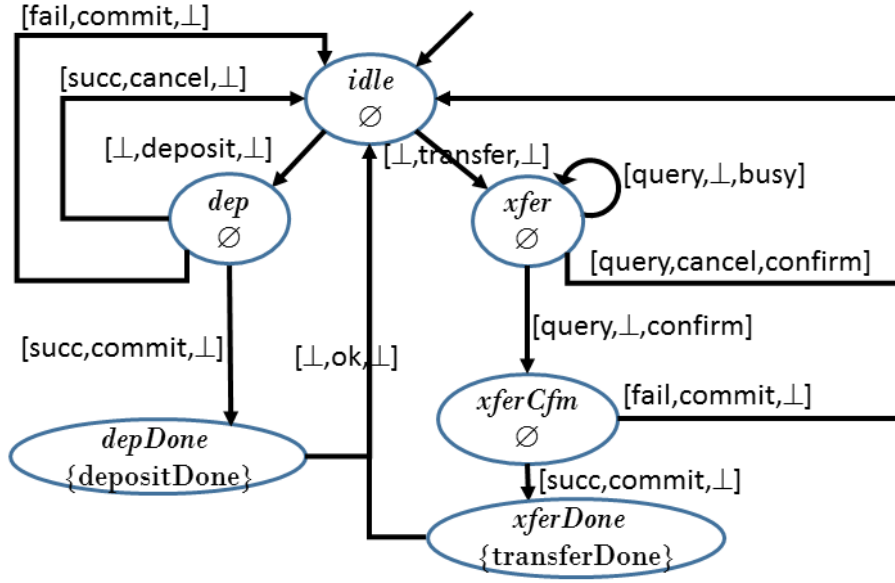 [fail,commit,⊥]
idle
∅
[succ,cancel,⊥]
[⊥,deposit,⊥]
[⊥,transfer,⊥]
dep
∅
xfer
∅
[query,⊥,busy]
[query,cancel,confirm]
[query,⊥,confirm]
[succ,commit,⊥]
[⊥,ok,⊥]
xferCfm
∅
[fail,commit,⊥]
depDone
{depositDone}
[succ,commit,⊥]
xferDone
{transferDone}